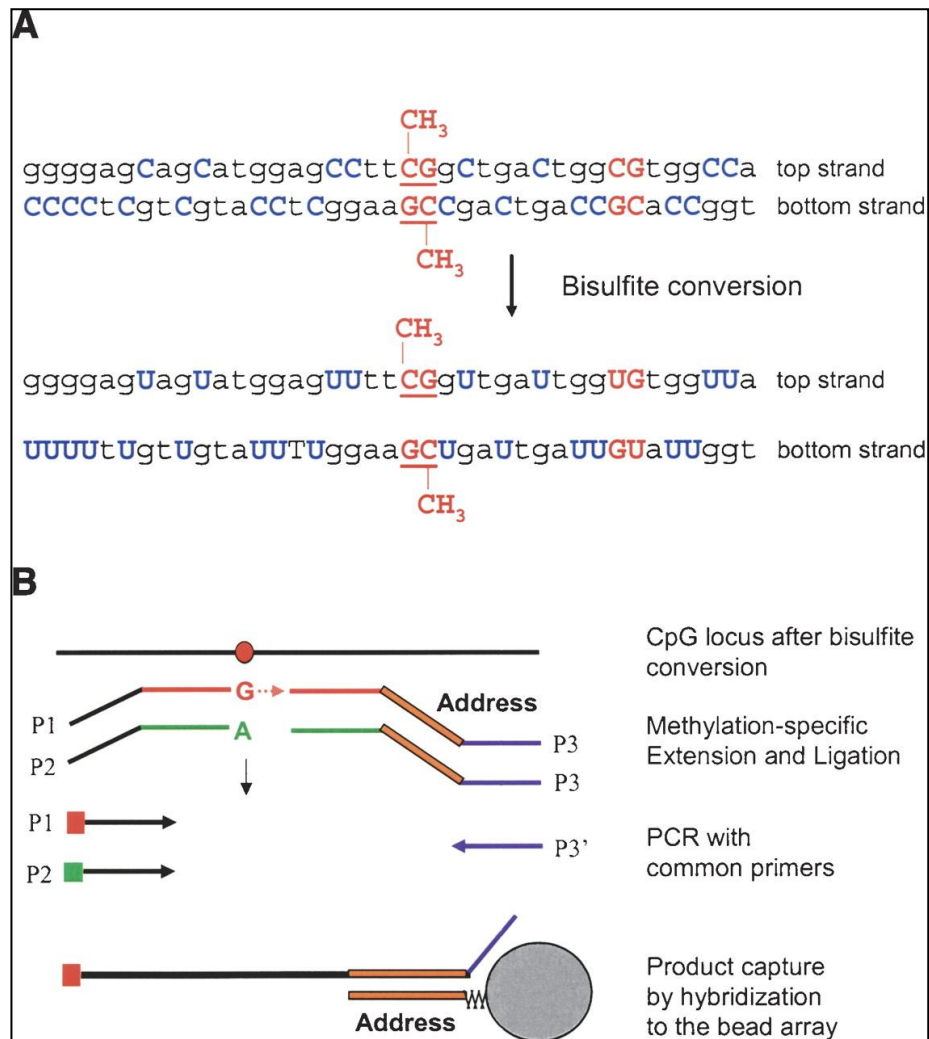 A
CH3
ggggagCagCatggagCCttCGgCtgaCtggCGtggCCa top strand
CCCCtCgtCgtaCCtCggaaGCCgaCtgaCCGCaCCggt bottom strand
CH3
Bisulfite conversion
CH3
ggggagUagUatggagUUttCGgUtgaUtggUGtggUUa top strand
UUUUtUgtUgtaUUTUggaaGCUgaUtgaUUGUaUUggt bottom strand
CH3
B
CpG locus after bisulfite
conversion
G
Address
P1
P3
Methylation-specific
Extension and Ligation
A
P2
P3
P1
P3'
PCR with
common primers
P2
Product capture
by hybridization
to the bead array
Address